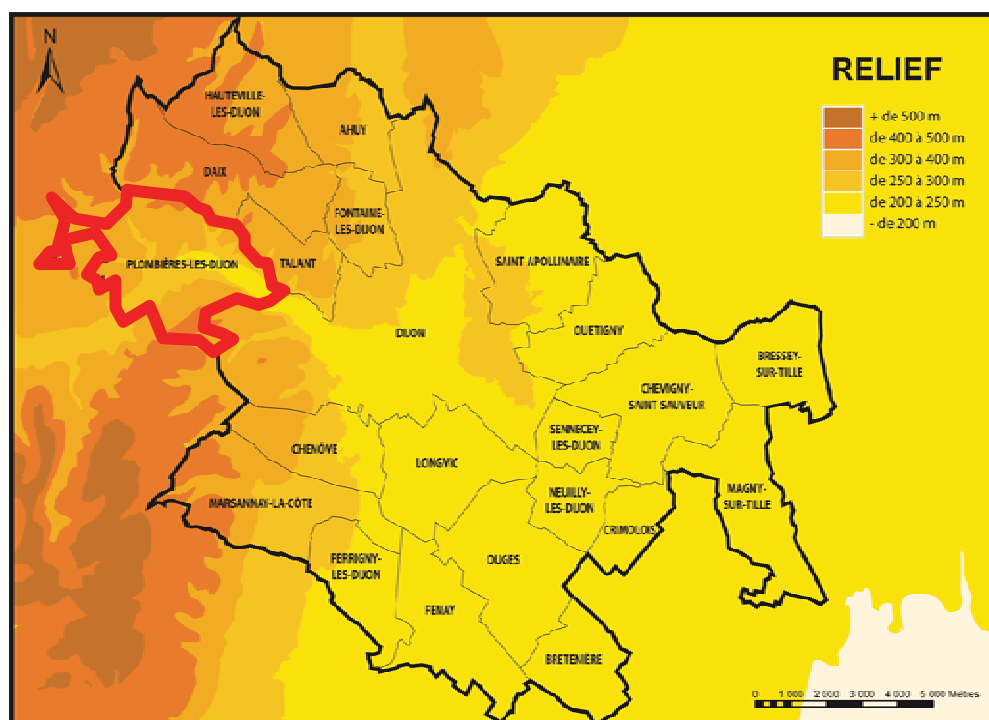 N
RELIEF
+ de 500 m
de 400 à 500 m
de 300 à 400 m
de 250 à 300 m
de 200 à 250 m
- de 200 m
HAUTEVILLE-
LES-DIJON
AHUY
DAIX
FONTAINE-
LES-DIJON
PLOMBIÈRES-LES-DIJON
TALANT
SAINT APOLLINAIRE
DIJON
QUETIGNY
BRESSEY-
SUR-TILLE
CHEVIGNY-
SAINT SAUVEUR
SENNECEY-
LES-DIJON
CHENÔVE
LONGVIC
NEUILLY-
LES-DIJON
MAGNY-
SUR-TILLE
MARSANNAY-LA-CÔTE
CRIMOLOIS
PERRIGNY-
LES-DIJON
OUGES
FENAY
BRETENIÈRE
0 1 000 2 000 3 000 4 000 5 000 Mètres